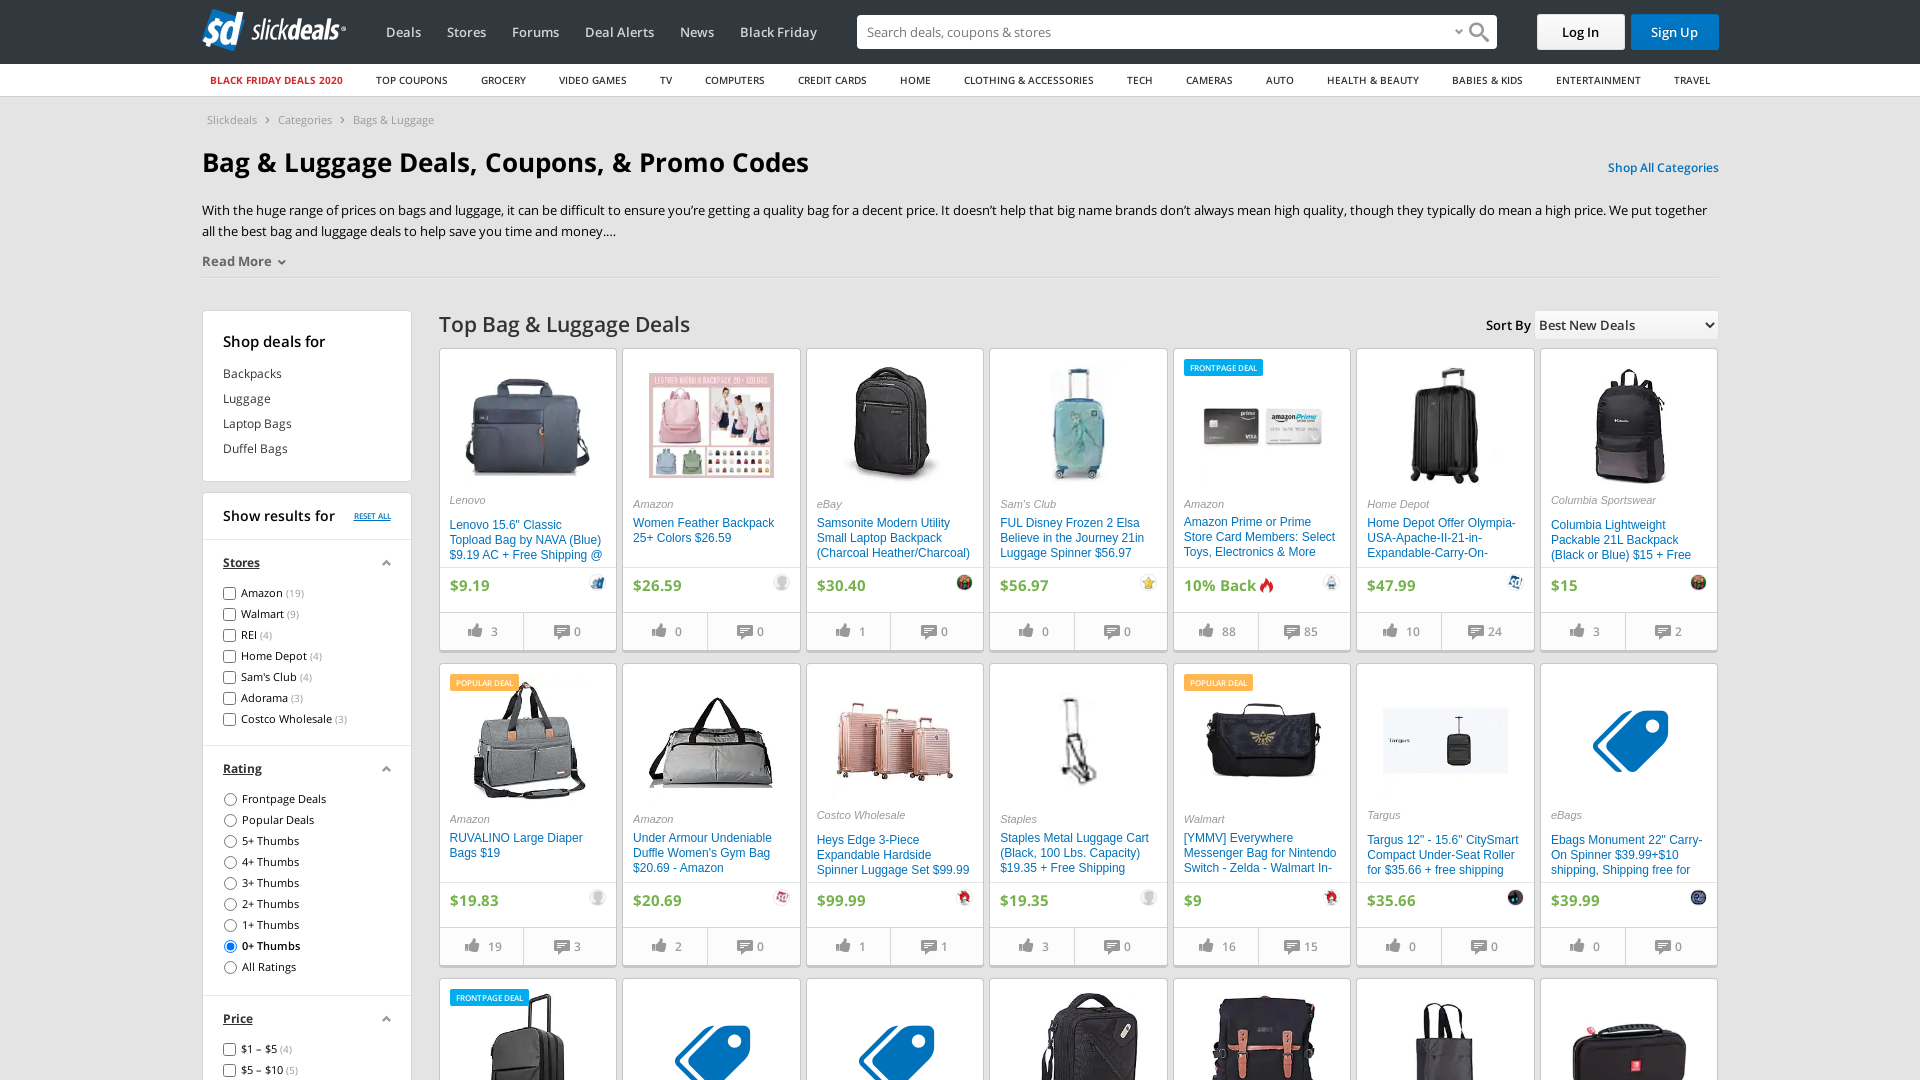 slickdeals
Deals
Stores
Forums
Deal Alerts
News
Black Friday
Search deals, coupons & stores
Log In
Sign Up
BLACK FRIDAY DEALS 2020
TOP COUPONS
GROCERY
VIDEO GAMES
TV
COMPUTERS
CREDIT CARDS
HOME
CLOTHING & ACCESSORIES
TECH
CAMERAS
AUTO
HEALTH & BEAUTY
BABIES & KIDS
ENTERTAINMENT
TRAVEL
Slickdeals
Categories
Bags & Luggage
Bag & Luggage Deals, Coupons, & Promo Codes
Shop All Categories
With the huge range of prices on bags and luggage, it can be difficult to ensure you’re getting a quality bag for a decent price. It doesn’t help that big name brands don’t always mean high quality, though they typically do mean a high price. We put together
all the best bag and luggage deals to help save you time and money.…
Read More
Shop deals for
Backpacks
Luggage
Laptop Bags
Duffel Bags
Show results for
RESET ALL
Stores
Amazon (19)
Walmart (9)
REI (4)
Home Depot (4)
Sam's Club (4)
Adorama (3)
Costco Wholesale (3)
Rating
Frontpage Deals
Popular Deals
5+ Thumbs
4+ Thumbs
3+ Thumbs
2+ Thumbs
1+ Thumbs
0+ Thumbs
All Ratings
Price
$1 – $5 (4)
$5 – $10 (5)
Top Bag & Luggage Deals
Sort By
Best New Deals
Lenovo
Lenovo 15.6" Classic
Topload Bag by NAVA (Blue)
$9.19 AC + Free Shipping @
$9.19
3
0
Amazon
Women Feather Backpack
25+ Colors $26.59
$26.59
0
0
eBay
Samsonite Modern Utility
Small Laptop Backpack
(Charcoal Heather/Charcoal)
$30.40
1
0
Sam's Club
FUL Disney Frozen 2 Elsa
Believe in the Journey 21in
Luggage Spinner $56.97
$56.97
0
0
FRONTPAGE DEAL
prime
VISA
amazonPrime
Amazon
Amazon Prime or Prime
Store Card Members: Select
Toys, Electronics & More
10% Back
88
85
Home Depot
Home Depot Offer Olympia-
USA-Apache-II-21-in-
Expandable-Carry-On-
$47.99
10
24
Columbia Sportswear
Columbia Lightweight
Packable 21L Backpack
(Black or Blue) $15 + Free
$15
3
2
POPULAR DEAL
Amazon
RUVALINO Large Diaper
Bags $19
$19.83
19
3
Amazon
Under Armour Undeniable
Duffle Women's Gym Bag
$20.69 - Amazon
$20.69
2
0
Costco Wholesale
Heys Edge 3-Piece
Expandable Hardside
Spinner Luggage Set $99.99
$99.99
1
1
Staples
Staples Metal Luggage Cart
(Black, 100 Lbs. Capacity)
$19.35 + Free Shipping
$19.35
3
0
POPULAR DEAL
Walmart
[YMMV] Everywhere
Messenger Bag for Nintendo
Switch - Zelda - Walmart In-
$9
16
15
Targus
Targus
Targus 12" - 15.6" CitySmart
Compact Under-Seat Roller
for $35.66 + free shipping
$35.66
0
0
eBags
Ebags Monument 22" Carry-
On Spinner $39.99+$10
shipping, Shipping free for
$39.99
0
0
FRONTPAGE DEAL